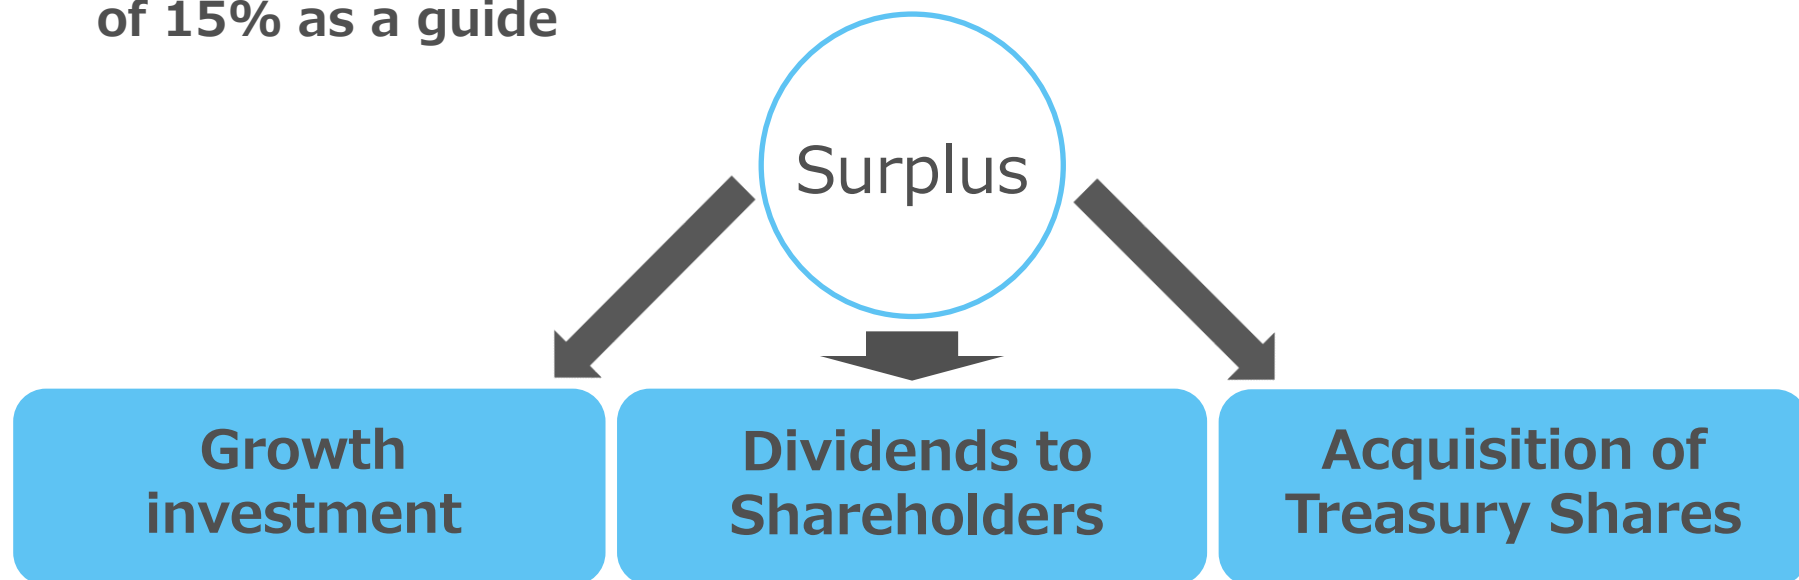 of 15% as a guide
Surplus
Growth
investment
Dividends to
Shareholders
Acquisition of
Treasury Shares